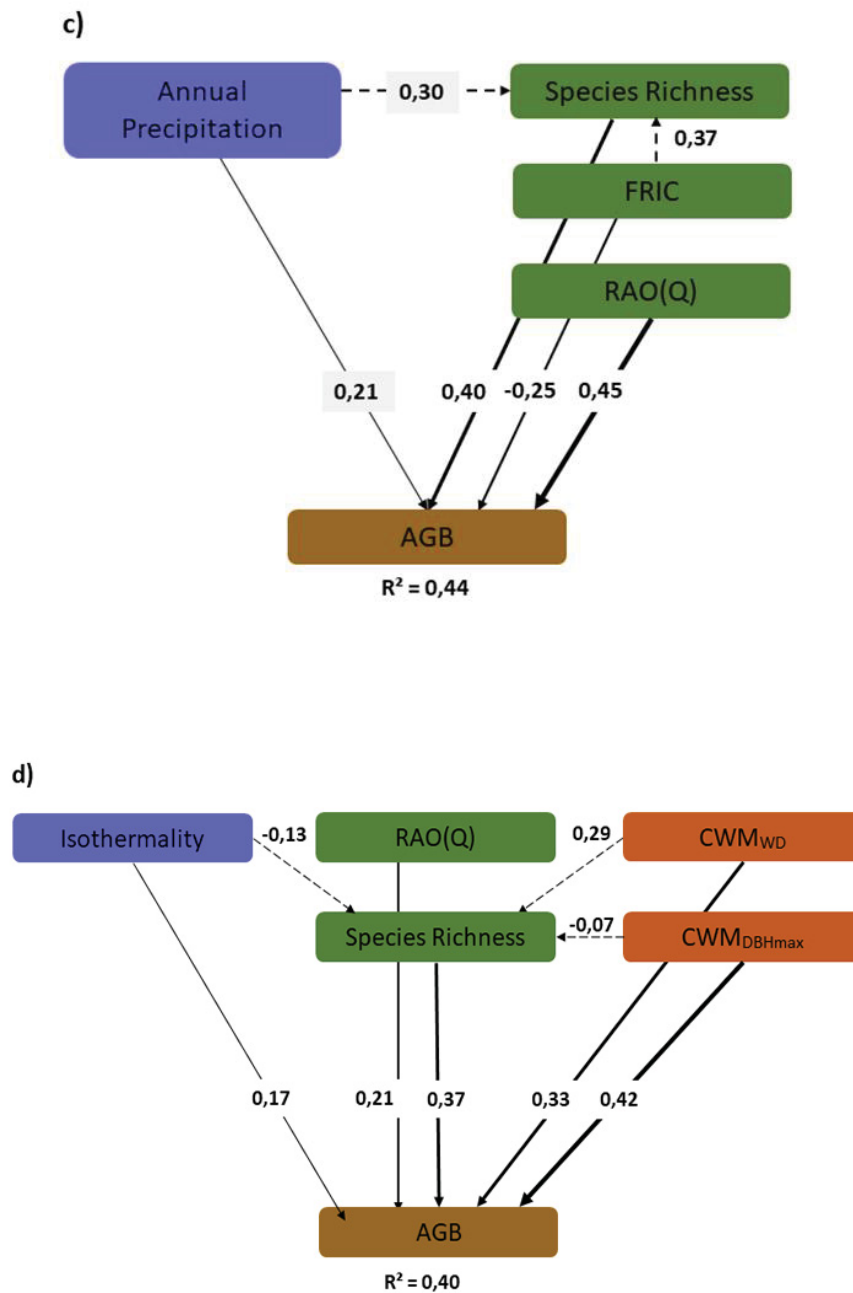 c)
Annual
Precipitation
0,30
Species Richness
0,37
FRIC
RAO(Q)
0,21
0,40
-0,25
0,45
AGB
R² = 0,44
d)
Isothermality
-0,13
RAO(Q)
0,29
CWMWD
Species Richness
-0,07
CWMDBHmax
0,17
0,21
0,37
0,33
0,42
AGB
R² = 0,40